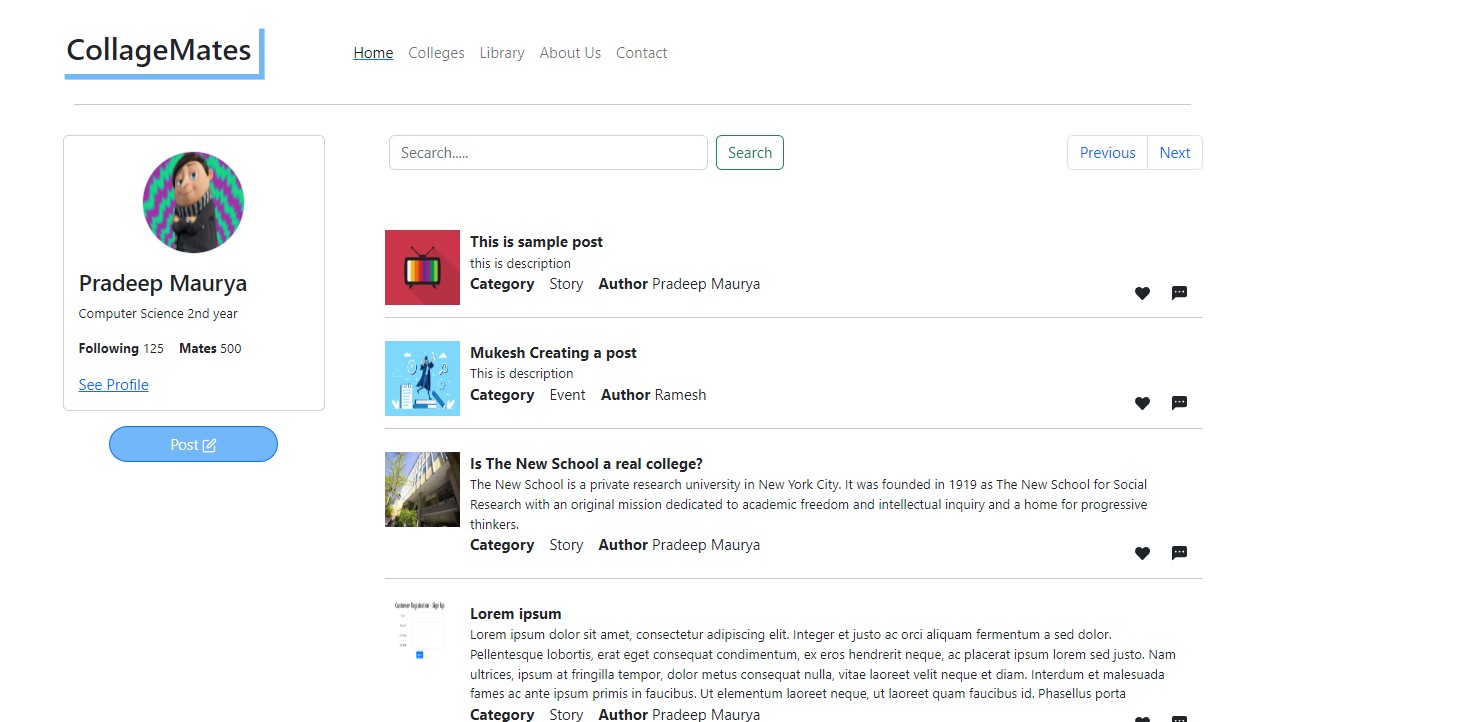 CollageMates
Home Colleges Library About Us Contact
Pradeep Maurya
Computer Science 2nd year
Following 125 Mates 500
See Profile
Post
Secarch.....
Search
Previous Next
This is sample post
this is description
Category Story Author Pradeep Maurya
Mukesh Creating a post
This is description
Category Event Author Ramesh
Is The New School a real college?
The New School is a private research university in New York City. It was founded in 1919 as The New School for Social
Research with an original mission dedicated to academic freedom and intellectual inquiry and a home for progressive
thinkers.
Category Story Author Pradeep Maurya
Customer Registration - Sign Up
Lorem ipsum
Lorem ipsum dolor sit amet, consectetur adipiscing elit. Integer et justo ac orci aliquam fermentum a sed dolor.
Pellentesque lobortis, erat eget consequat condimentum, ex eros hendrerit neque, ac placerat ipsum lorem sed justo. Nam
ultrices, ipsum at fringilla tempor, dolor metus consequat nulla, vitae laoreet velit neque et diam. Interdum et malesuada
fames ac ante ipsum primis in faucibus. Ut elementum laoreet neque, ut laoreet quam faucibus id. Phasellus porta
Category Story Author Pradeep Maurya